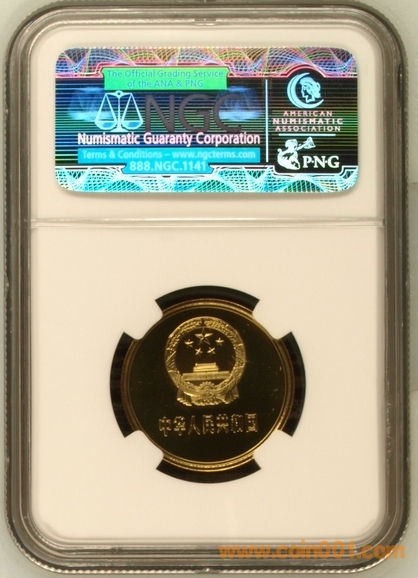 The Official Grading Service
of the ANA & PNG
NGC
Numismatic Guaranty Corporation
Terms & Conditions – www.ngcterms.com
888.NGC.1141
AMERICAN
NUMISMATIC
ASSOCIATION
PNG
中华人民共和国
www.coin001.com